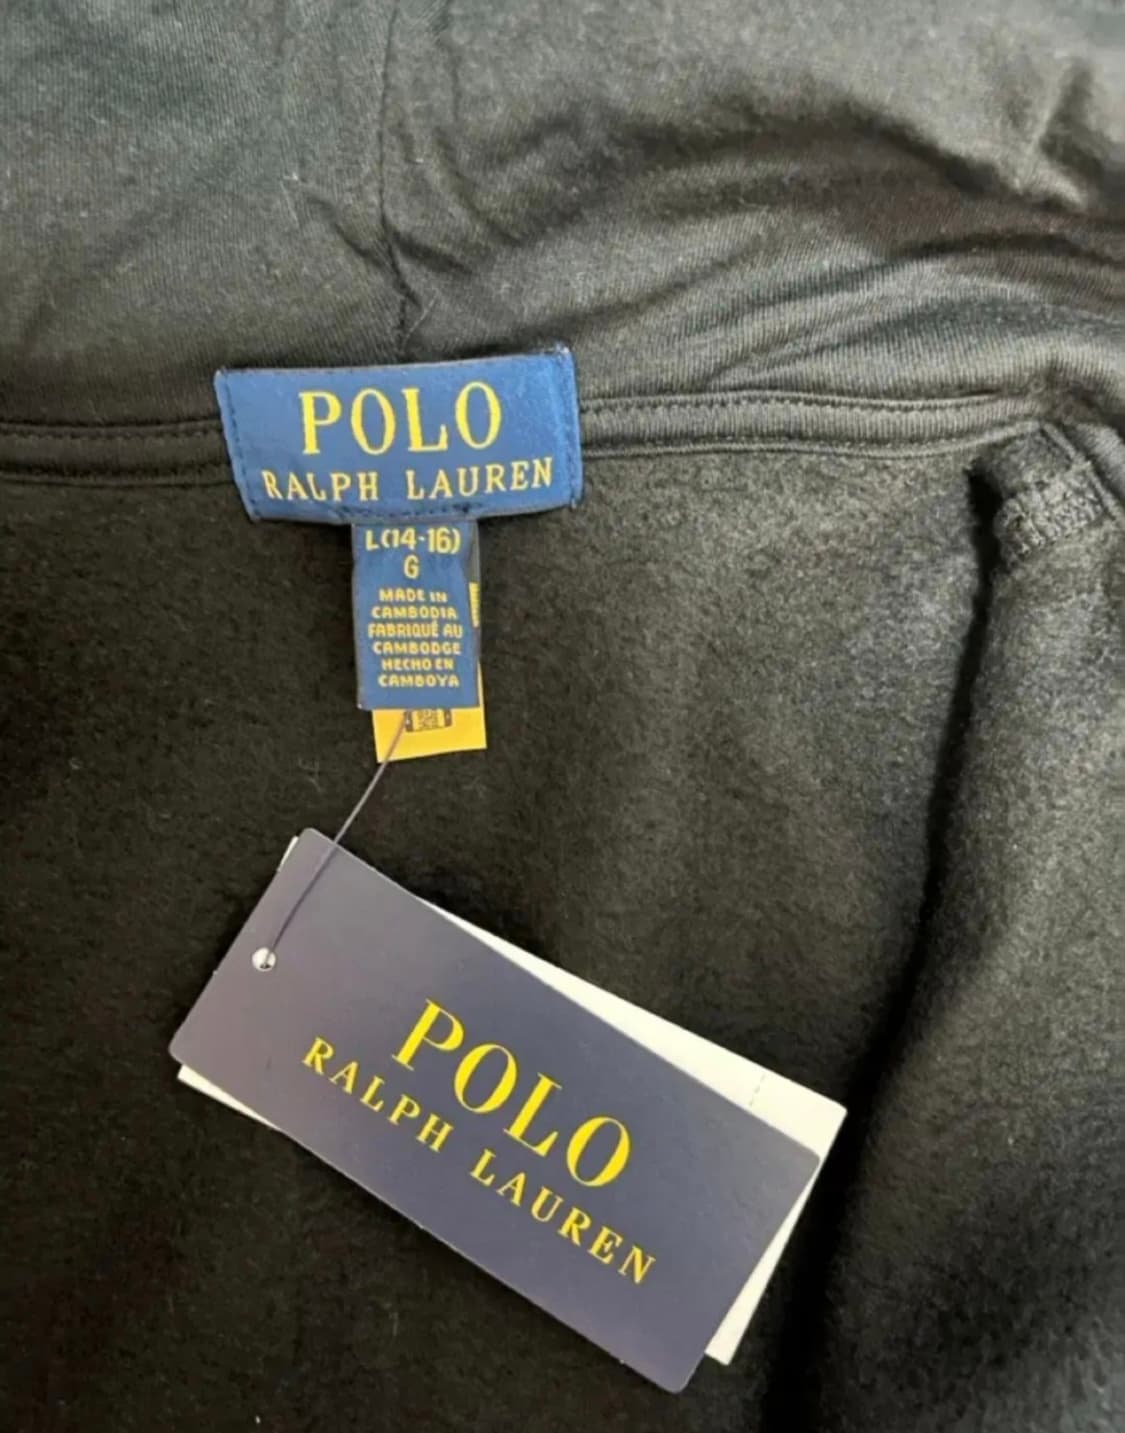 POLO
RALPH LAUREN
L(14-16)
G
MADE IN
CAMBODIA
FABRIQUÉ AU
CAMBODGE
HECHO EN
CAMBOYA
POLO
RALPH LAUREN